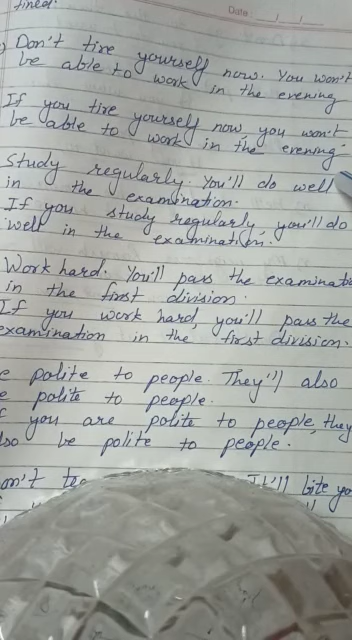 tired.
Date : / /
Don't tire yourself now. You won't
be able to work in the evening
If you tire yourself now, you won't
be able to work in the evening
Study regularly. You'll do well
in the examination.
If you study regularly, you'll do
well in the examination.
Work hard. You'll pass the
in the first division.
If you work hard, you'll pass the
examination in the first division.
polite to people. They'll also
polite to people.
you are polite to people, they
be polite to people.
It'll bite